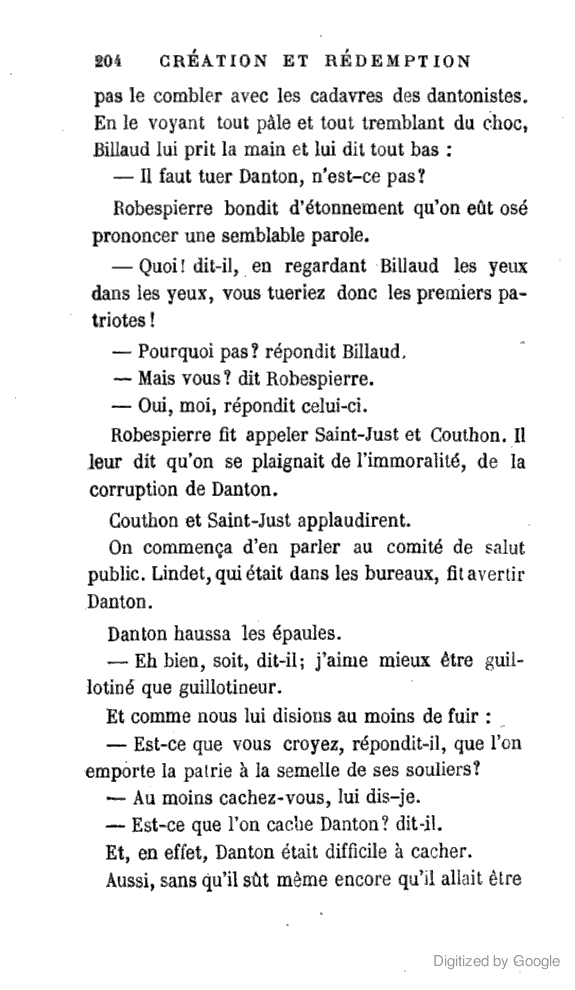 204 CRÉATION ET RÉDEMPTION
pas le combler avec les cadavres des dantonistes.
En le voyant tout pâle et tout tremblant du choc,
Billaud lui prit la main et lui dit tout bas :
— Il faut tuer Danton, n'est-ce pas?
Robespierre bondit d'étonnement qu'on eût osé
prononcer une semblable parole.
— Quoi! dit-il, en regardant Billaud les yeux
dans les yeux, vous tueriez donc les premiers pa-
triotes!
— Pourquoi pas? répondit Billaud.
— Mais vous? dit Robespierre.
— Oui, moi, répondit celui-ci.
Robespierre fit appeler Saint-Just et Couthon. Il
leur dit qu'on se plaignait de l'immoralité, de la
corruption de Danton.
Couthon et Saint-Just applaudirent.
On commença d'en parler au comité de salut
public. Lindet, qui était dans les bureaux, fit avertir
Danton.
Danton haussa les épaules.
— Eh bien, soit, dit-il; j'aime mieux être guil-
lotiné que guillotineur.
Et comme nous lui disions au moins de fuir :
— Est-ce que vous croyez, répondit-il, que l'on
emporte la patrie à la semelle de ses souliers?
— Au moins cachez-vous, lui dis-je.
— Est-ce que l'on cache Danton? dit-il.
Et, en effet, Danton était difficile à cacher.
Aussi, sans qu'il sût même encore qu'il allait être
Digitized by Google